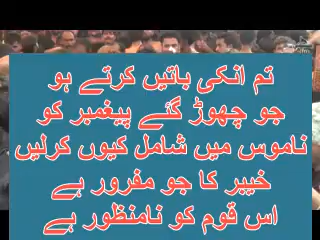 تم انکی باتیں کرتے ہو
جو چھوڑ گئے پیغمبر کو
ناموس میں شامل کیوں کرلیں
خیبر کا جو مفرور ہے
اس قوم کو نامنظور ہے